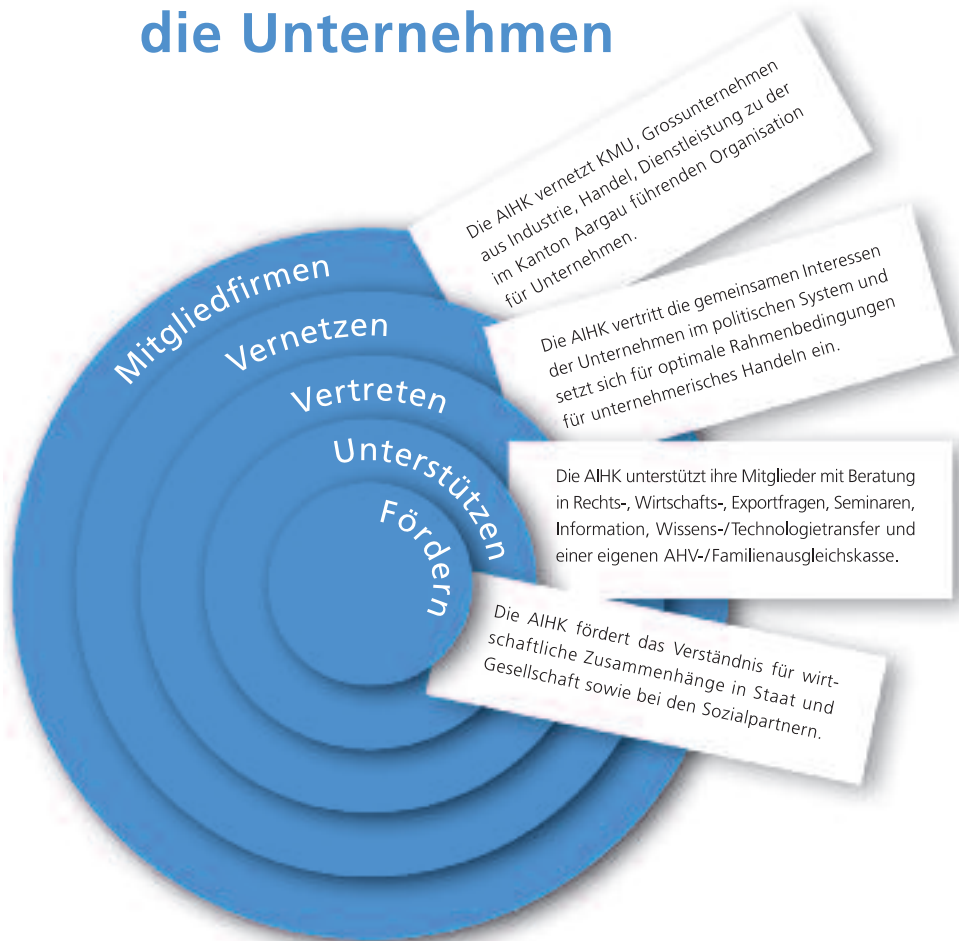 die Unternehmen
Die AIHK vernetzt KMU, Grossunternehmen
aus Industrie, Handel, Dienstleistung zu der
im Kanton Aargau führenden Organisation
für Unternehmen.
Die AIHK vertritt die gemeinsamen Interessen
der Unternehmen im politischen System und
setzt sich für optimale Rahmenbedingungen
für unternehmerisches Handeln ein.
Die AIHK unterstützt ihre Mitglieder mit Beratung
in Rechts-, Wirtschafts-, Exportfragen, Seminaren,
Information, Wissens-/Technologietransfer und
einer eigenen AHV-/Familienausgleichskasse.
Die AIHK fördert das Verständnis für wirt-
schaftliche Zusammenhänge in Staat und
Gesellschaft sowie bei den Sozialpartnern.
Mitgliedfirmen
Vernetzen
Vertreten
Unterstützen
Fördern